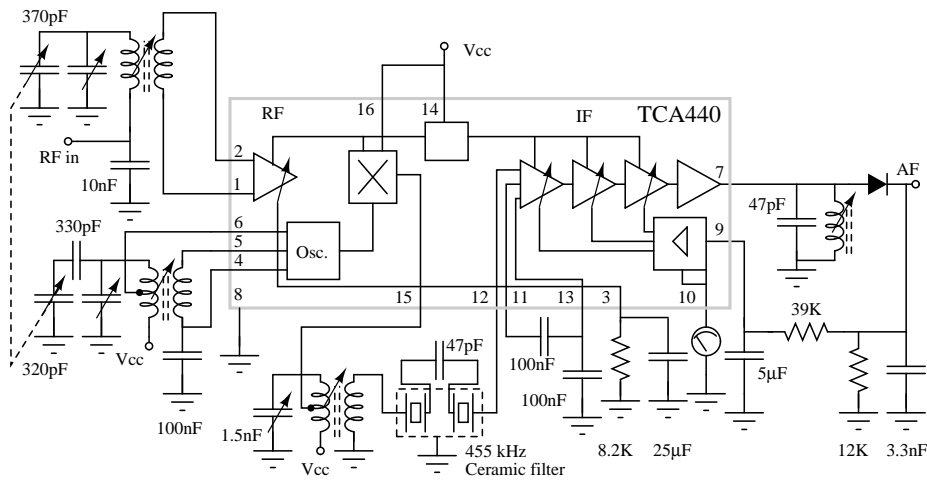 370pF
Vcc
RF
16
14
IF
TCA440
RF in
2
7
AF
10nF
1
47pF
330pF
6
9
5
Osc.
4
8
15
12
11
13
3
10
39K
Vcc
47pF
320pF
100nF
5µF
100nF
100nF
1.5nF
8.2K
25µF
12K
3.3nF
Vcc
455 kHz
Ceramic filter